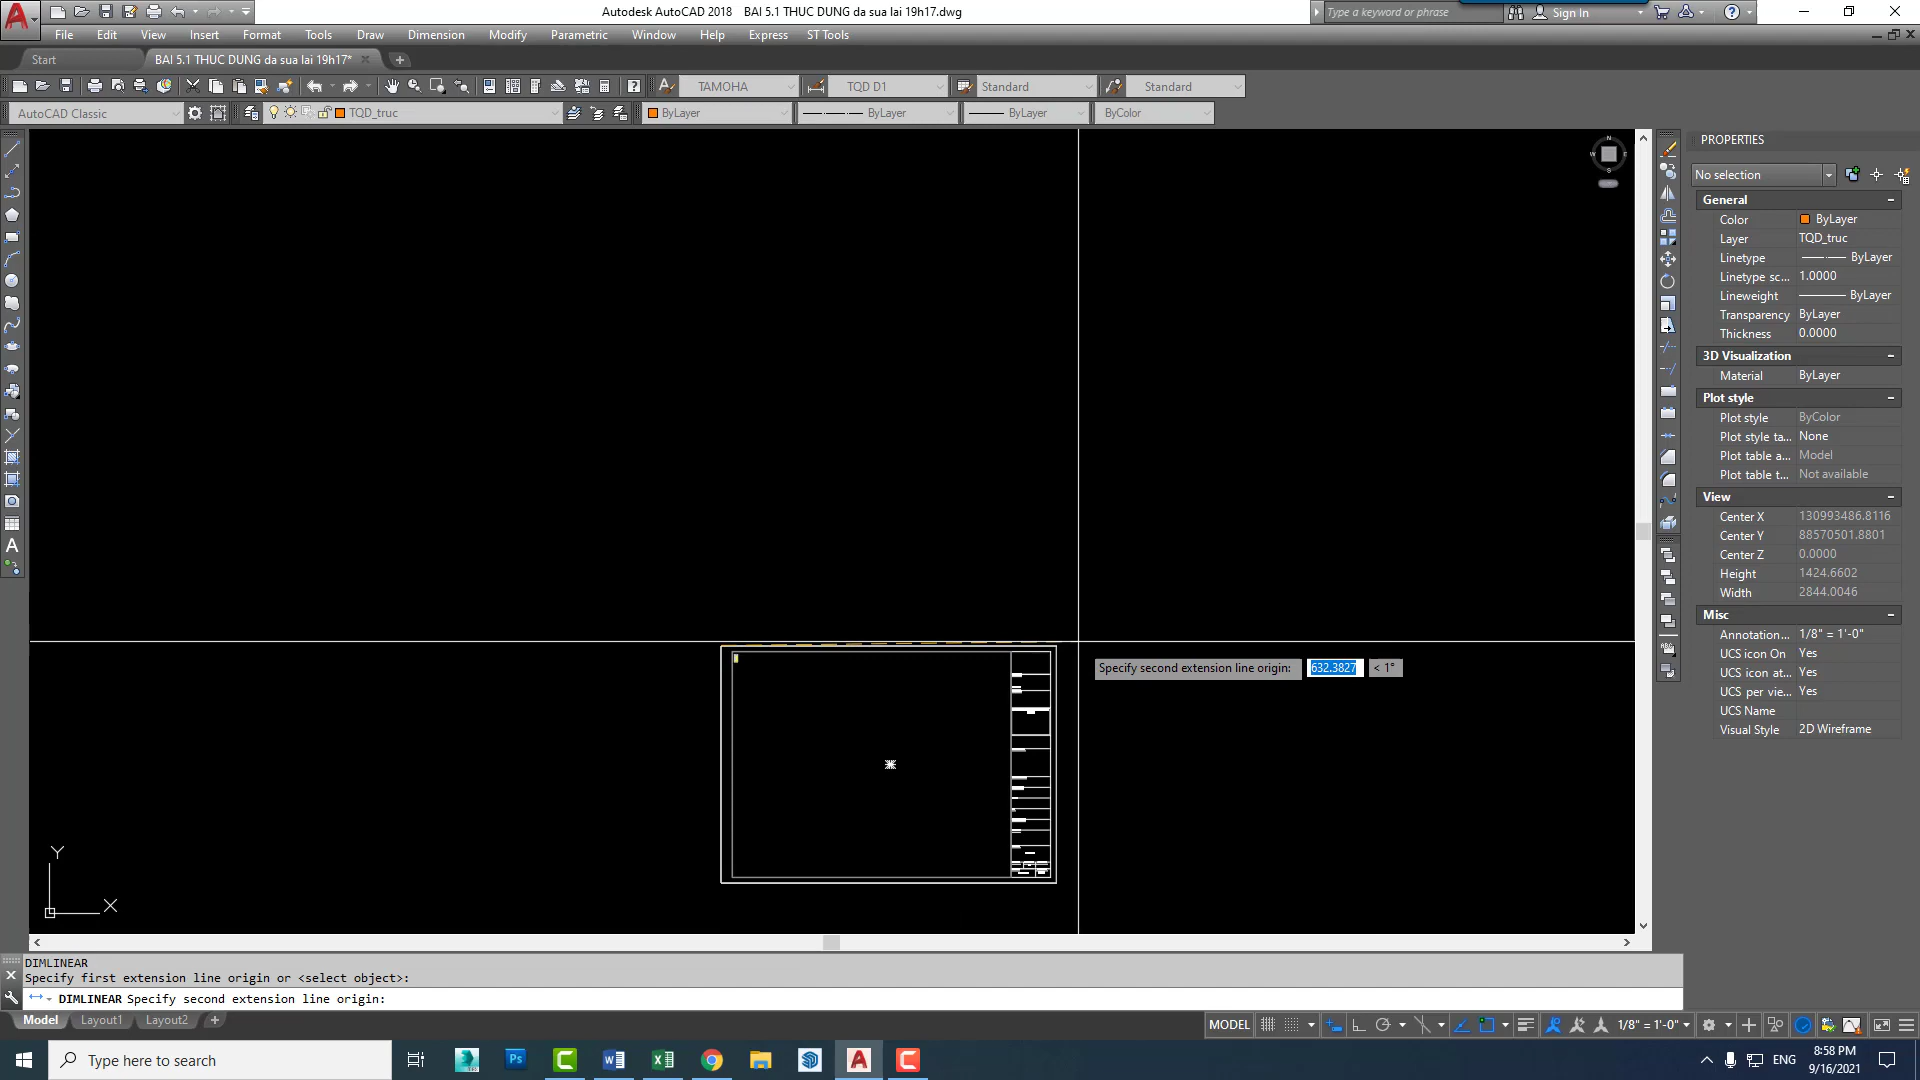 Autodesk AutoCAD 2018 BAI 5.1 THUC DUNG da sua lai 19h17.dwg
Type a keyword or phrase
Sign In
File Edit View Insert Format Tools Draw Dimension Modify Parametric Window Help Express ST Tools
Start
BAI 5.1 THUC DUNG da sua lai 19h17*
TAMOHA
TQD D1
Standard
Standard
AutoCAD Classic
TQD_truc
ByLayer
ByLayer
ByLayer
ByColor
PROPERTIES
No selection
General
Color ByLayer
Layer TQD_truc
Linetype ByLayer
Linetype sc... 1.0000
Lineweight ByLayer
Transparency ByLayer
Thickness 0.0000
3D Visualization
Material ByLayer
Plot style
Plot style ByColor
Plot style ta... None
Plot table a... Model
Plot table t... Not available
View
Center X 130993486.8116
Center Y 88570501.8801
Center Z 0.0000
Height 1424.6602
Width 2844.0046
Misc
Annotation... 1/8" = 1'-0"
UCS icon On Yes
UCS icon at... Yes
UCS per vie... Yes
UCS Name
Visual Style 2D Wireframe
N
W
S
Specify second extension line origin: 632.3827 < 1°
Y
X
DIMLINEAR
Specify first extension line origin or <select object>:
DIMLINEAR Specify second extension line origin:
Model Layout1 Layout2
MODEL
1/8" = 1'-0"
Type here to search
ENG
8:58 PM
9/16/2021